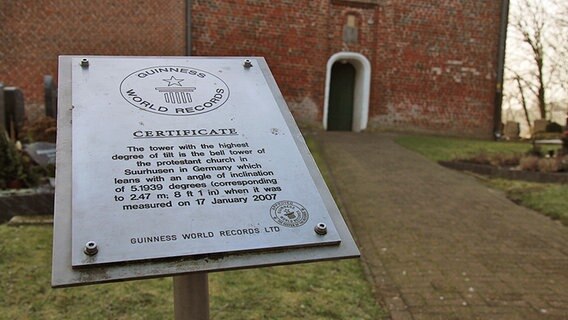 GUINNESS
WORLD RECORDS
CERTIFICATE
The tower with the highest
degree of tilt is the bell tower of
the protestant church in
Suurhusen in Germany which
leans with an angle of inclination
of 5.1939 degrees (corresponding
to 2.47 m; 8 ft 1 in) when it was
measured on 17 January 2007
GUINNESS WORLD RECORDS LTD